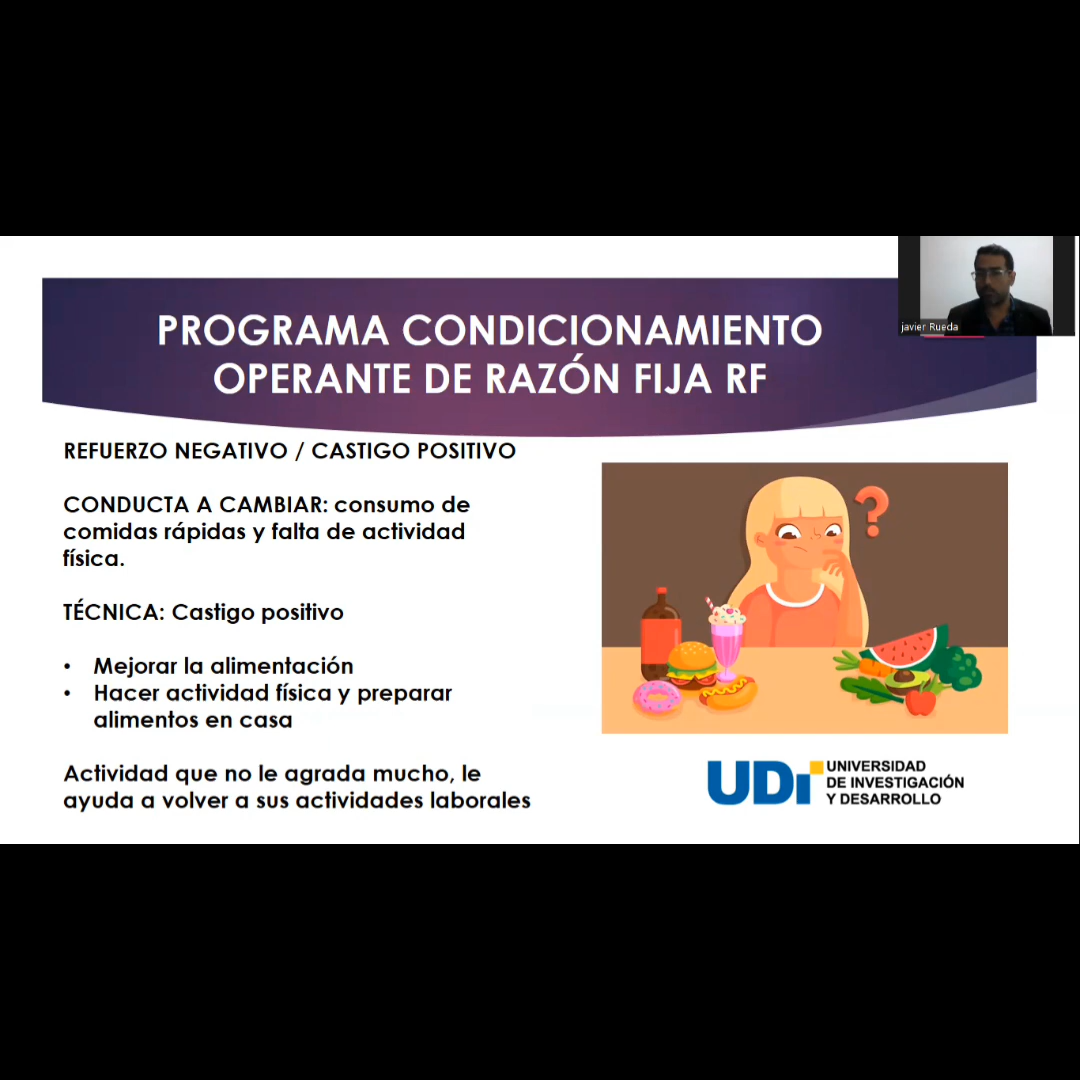 PROGRAMA CONDICIONAMIENTO
OPERANTE DE RAZÓN FIJA RF
javier Rueda
REFUERZO NEGATIVO / CASTIGO POSITIVO
CONDUCTA A CAMBIAR: consumo de
comidas rápidas y falta de actividad
física.
TÉCNICA: Castigo positivo
• Mejorar la alimentación
• Hacer actividad física y preparar
alimentos en casa
Actividad que no le agrada mucho, le
ayuda a volver a sus actividades laborales
?
UDi UNIVERSIDAD
DE INVESTIGACIÓN
Y DESARROLLO